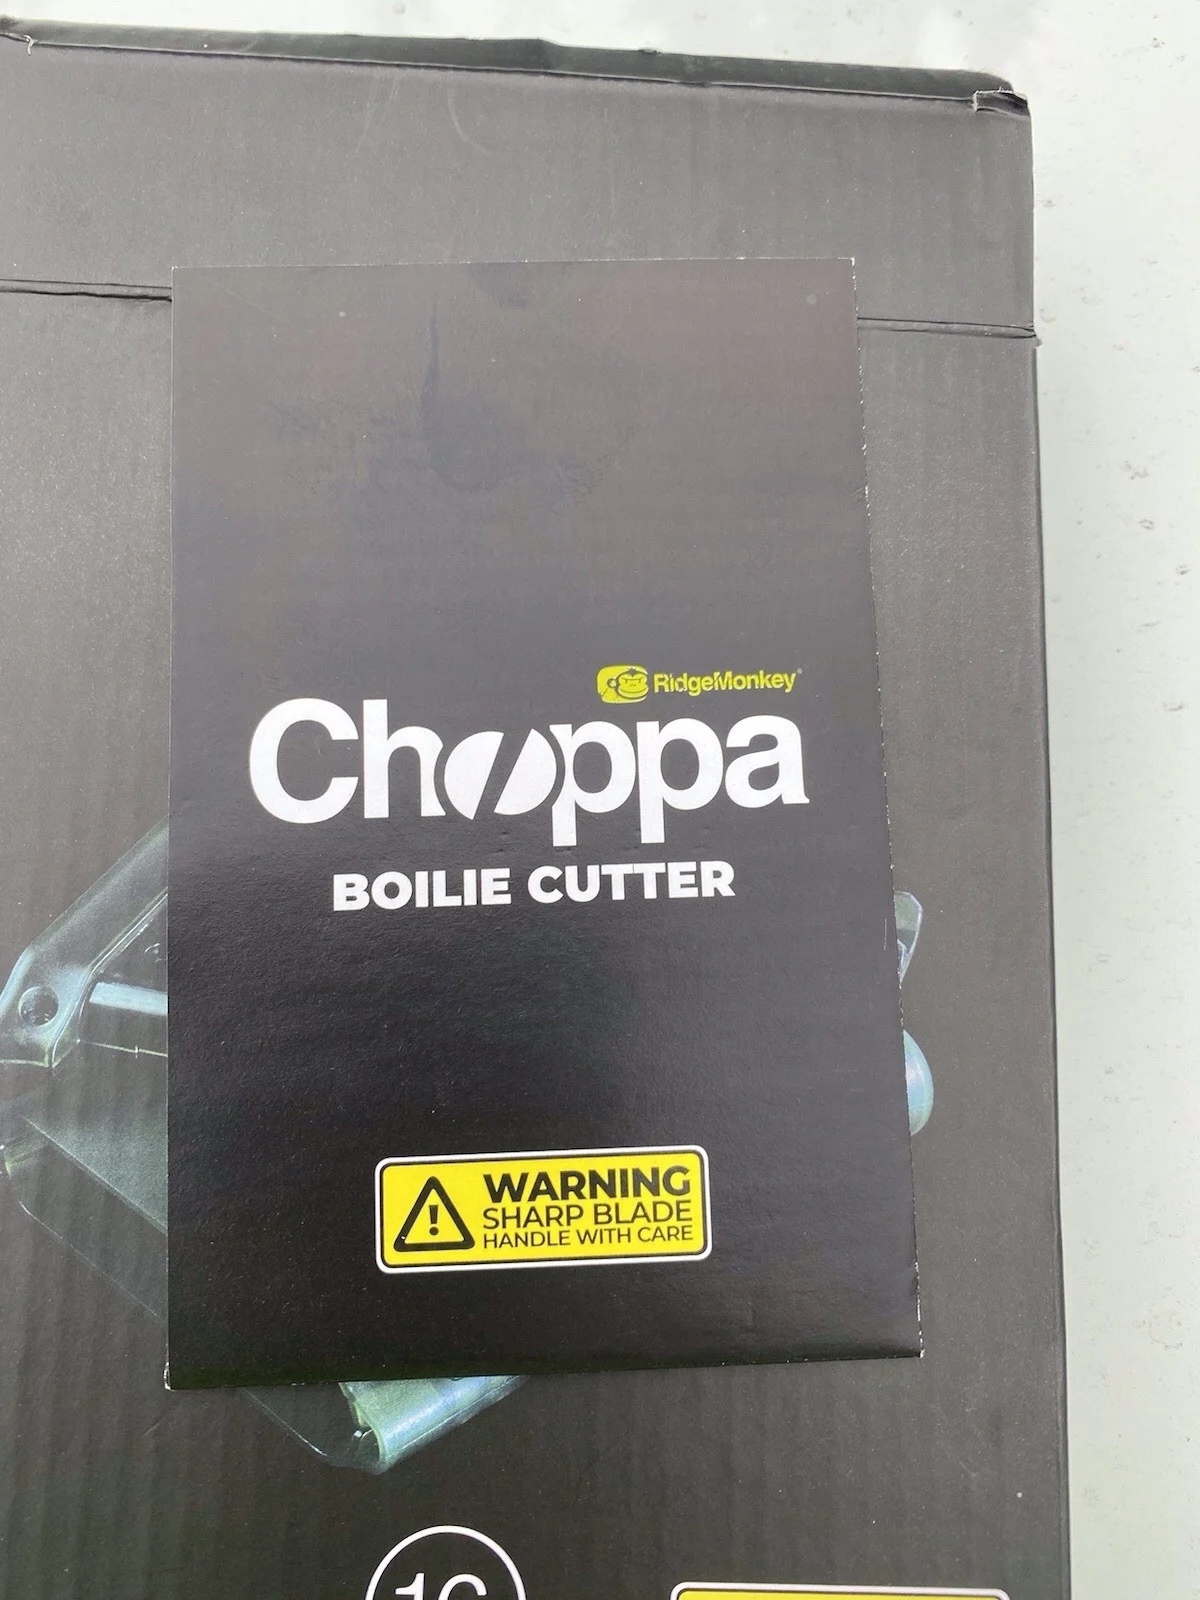 RidgeMonkey®
Choppa
BOILIE CUTTER
WARNING
SHARP BLADE
HANDLE WITH CARE